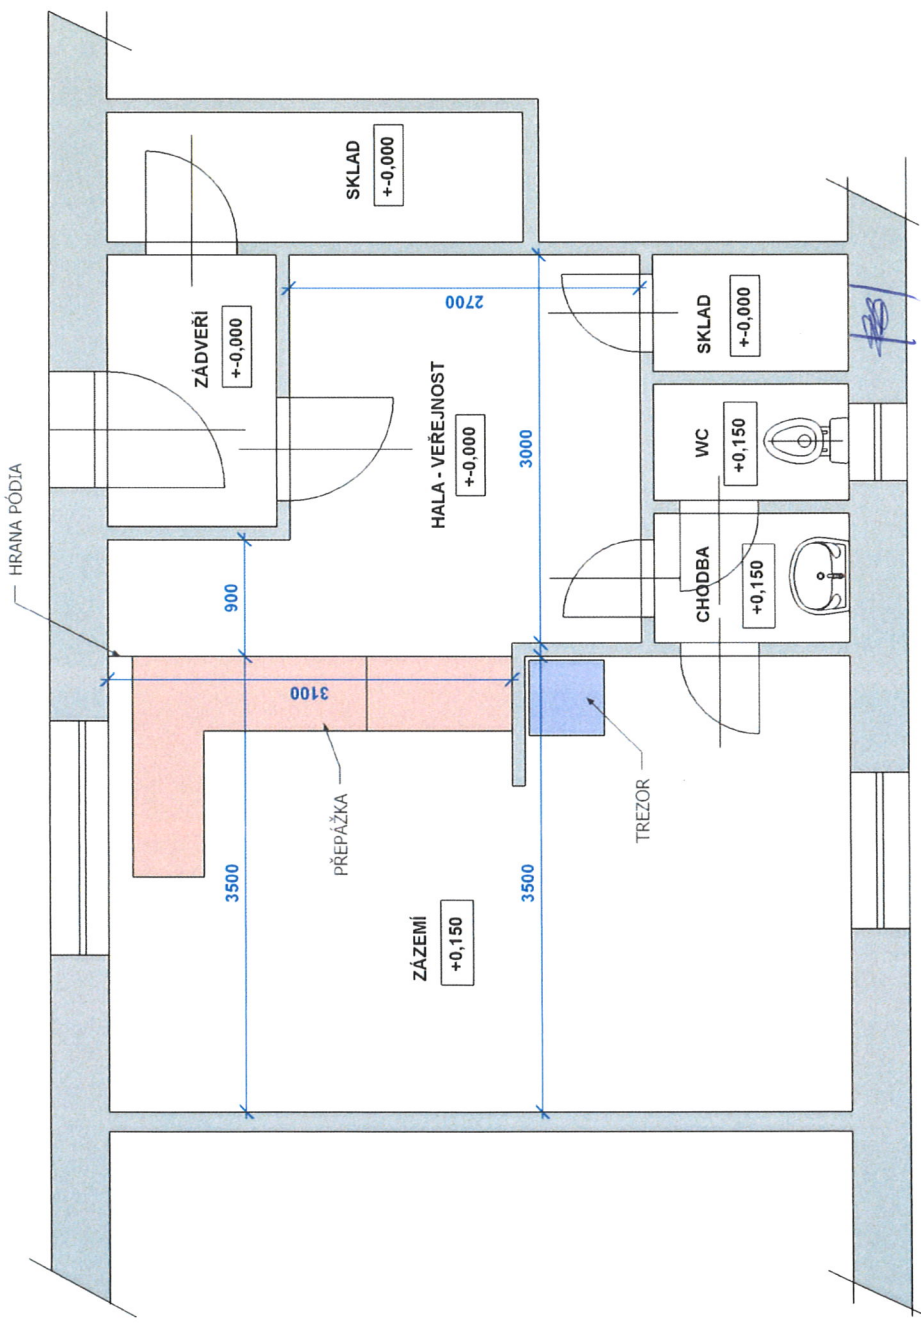 HRANA PÓDIA
ZÁDVEŘÍ
+-0,000
SKLAD
+-0,000
900
3100
3500
PŘEPÁŽKA
HALA - VEŘEJNOST
+-0,000
2700
3000
3500
ZÁZEMÍ
+0,150
TREZOR
CHODBA
+0,150
WC
+0,150
SKLAD
+-0,000